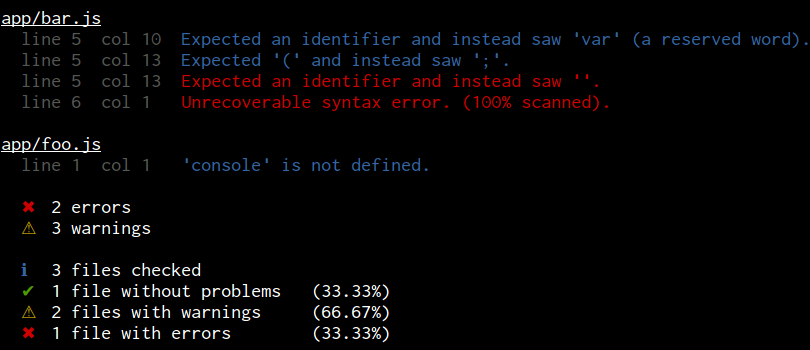 app/bar.js
line 5 col 10 Expected an identifier and instead saw 'var' (a reserved word).
line 5 col 13 Expected '(' and instead saw ';'.
line 5 col 13 Expected an identifier and instead saw ''.
line 6 col 1 Unrecoverable syntax error. (100% scanned).
app/foo.js
line 1 col 1 'console' is not defined.
✖ 2 errors
⚠ 3 warnings
ℹ 3 files checked
✔ 1 file without problems (33.33%)
⚠ 2 files with warnings (66.67%)
✖ 1 file with errors (33.33%)